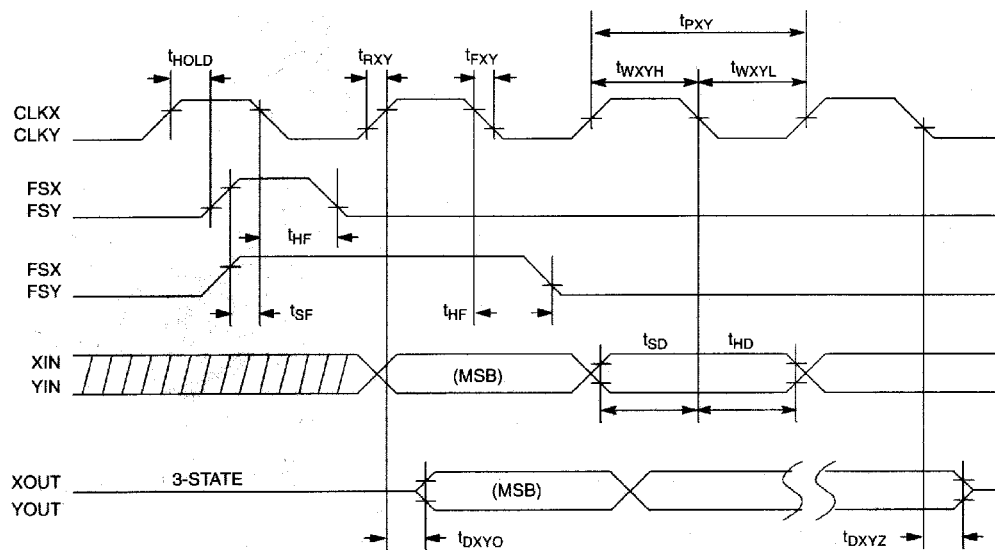 tPXY
tHOLD tRXY tFXY tWXYH tWXYL
CLKX
CLKY
FSX
FSY
tHF
FSX
FSY
tSF tHF
XIN
YIN
(MSB)
tSD tHD
XOUT
YOUT
3-STATE
(MSB)
tDXYO tDXYZ